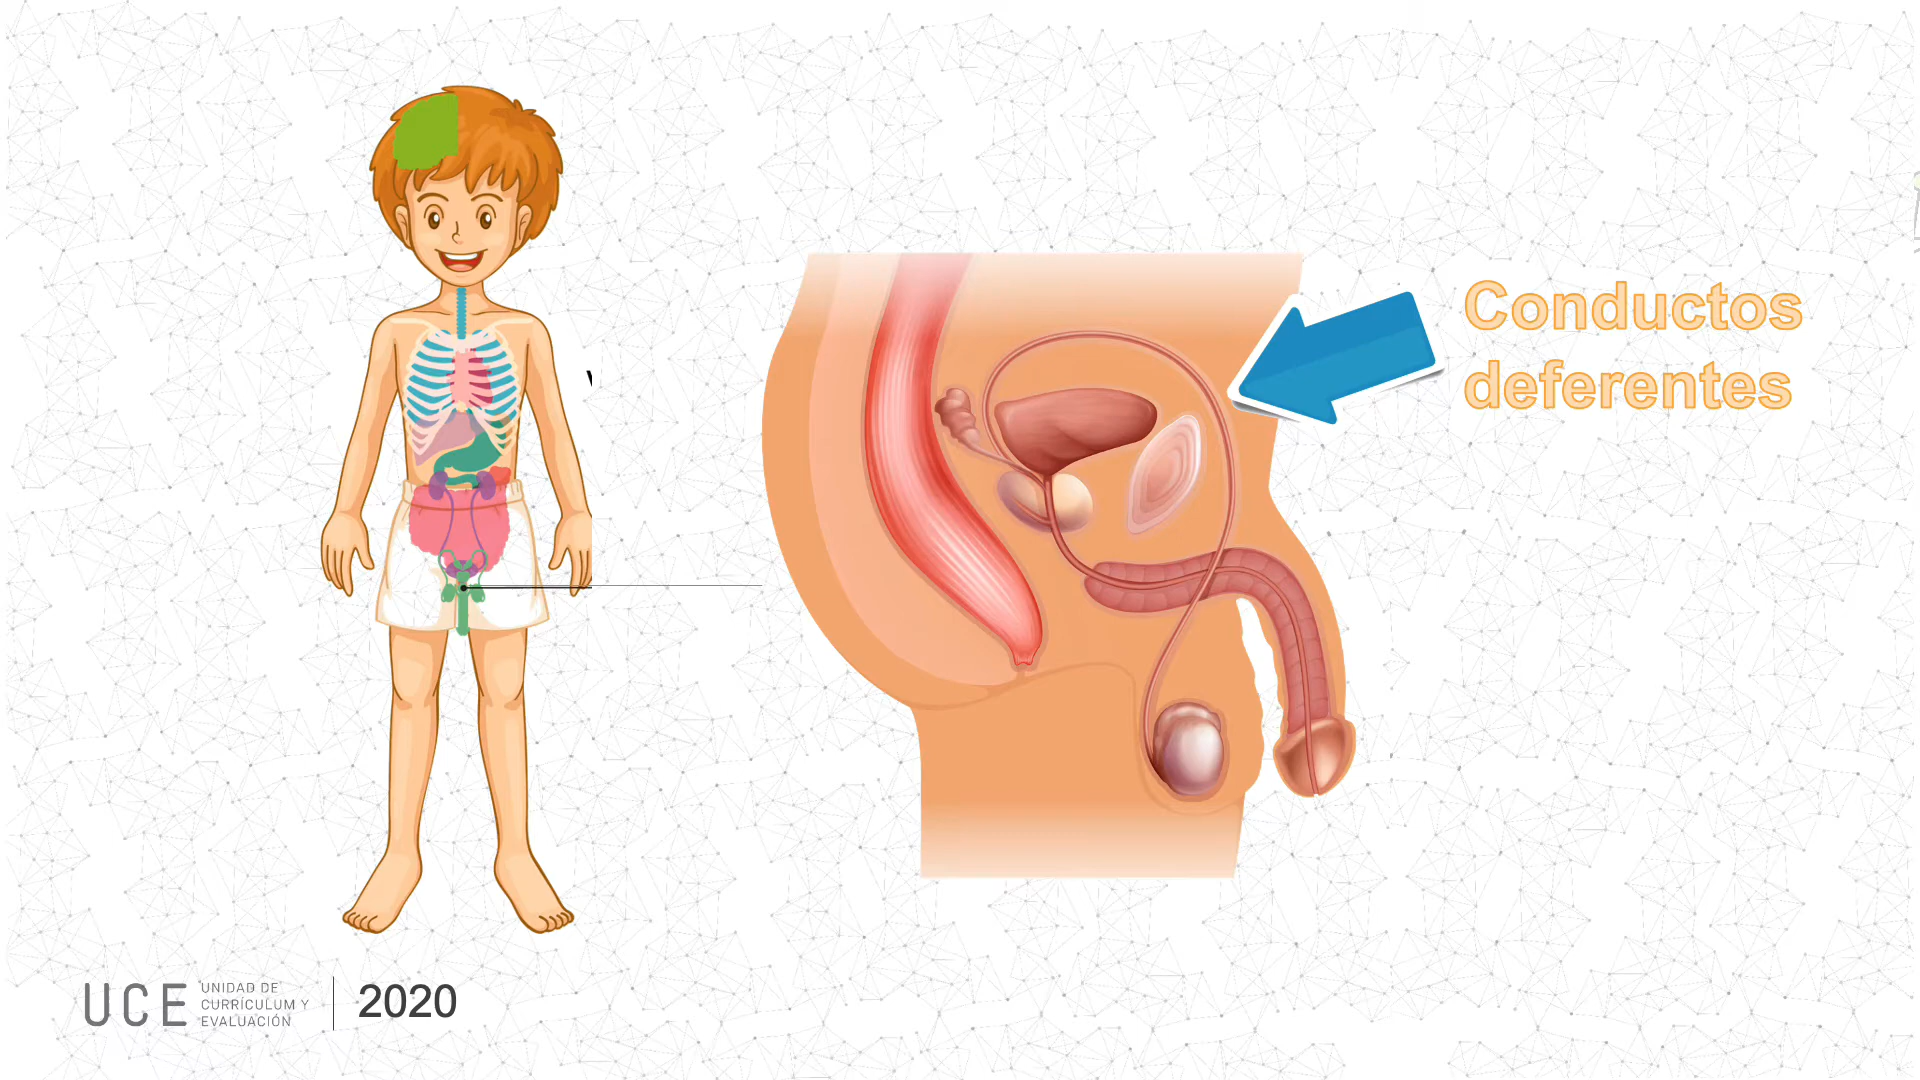 Conductos
deferentes
UCE
UNIDAD DE
CURRÍCULUM Y
EVALUACIÓN
2020